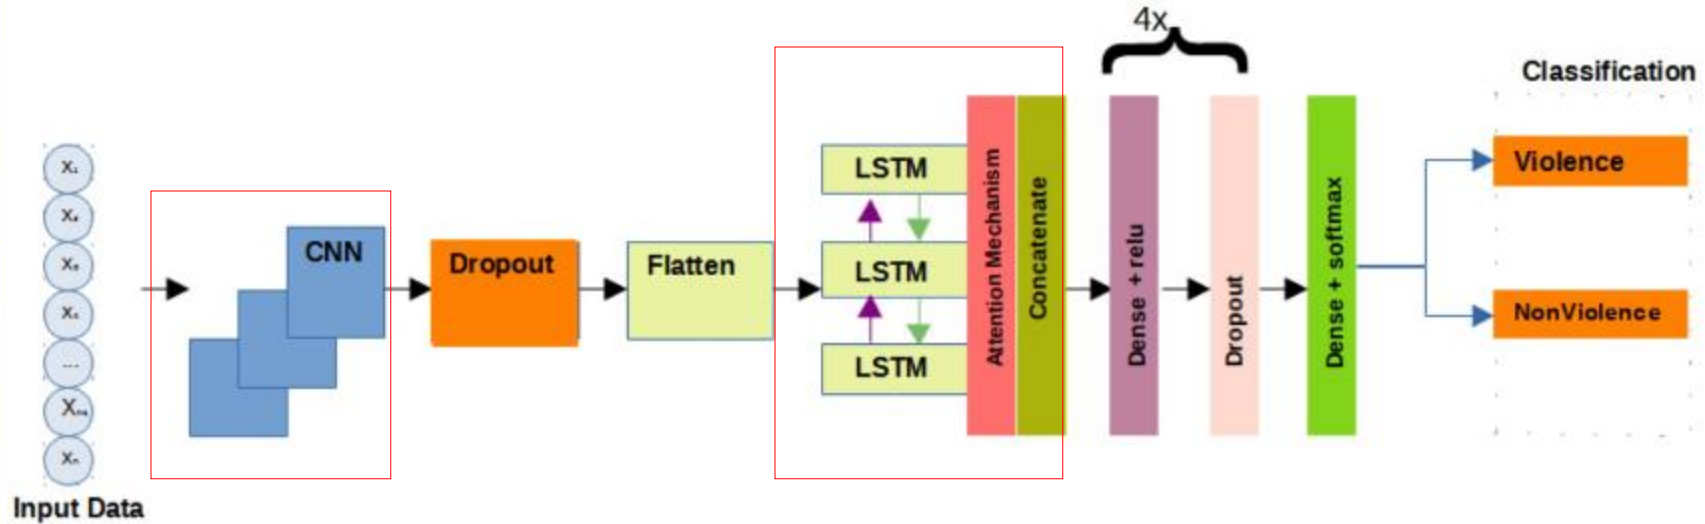 4x
Classification
X₁
CNN
Dropout
Flatten
LSTM
LSTM
LSTM
Attention Mechanism
Concatenate
Dense + relu
Dropout
Dense + softmax
Violence
NonViolence
...
Input Data